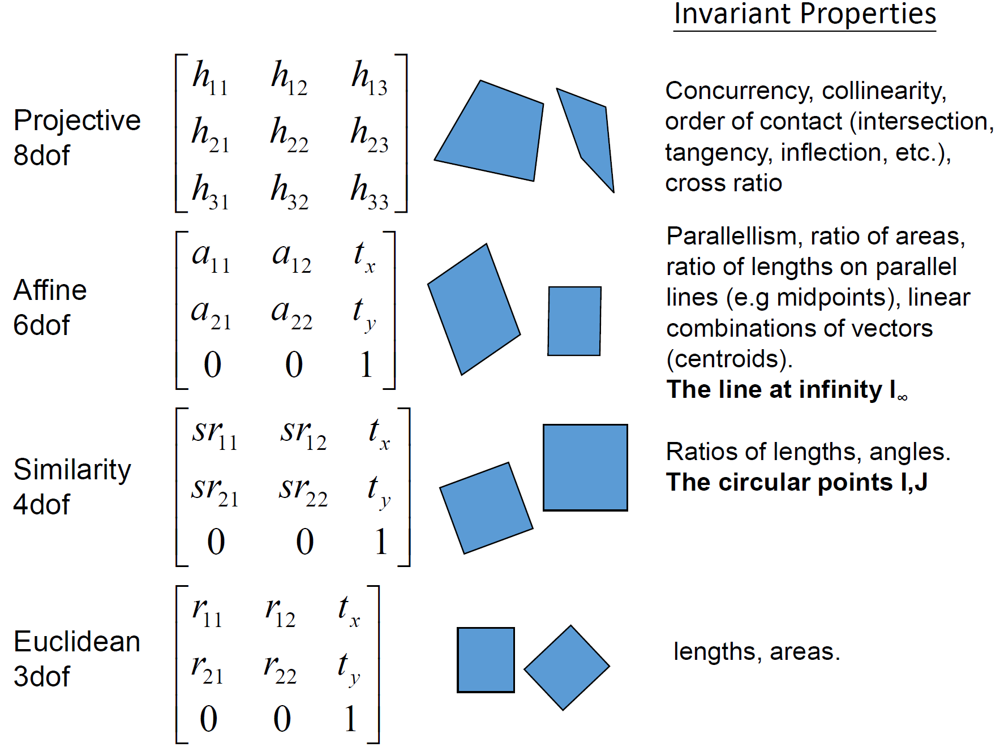 Invariant Properties
Projective
8dof
h11 h12 h13
h21 h22 h23
h31 h32 h33
Concurrency, collinearity,
order of contact (intersection,
tangency, inflection, etc.),
cross ratio
Affine
6dof
a11 a12 tx
a21 a22 ty
0 0 1
Parallellism, ratio of areas,
ratio of lengths on parallel
lines (e.g midpoints), linear
combinations of vectors
(centroids).
The line at infinity l∞
Similarity
4dof
sr11 sr12 tx
sr21 sr22 ty
0 0 1
Ratios of lengths, angles.
The circular points I,J
Euclidean
3dof
r11 r12 tx
r21 r22 ty
0 0 1
lengths, areas.